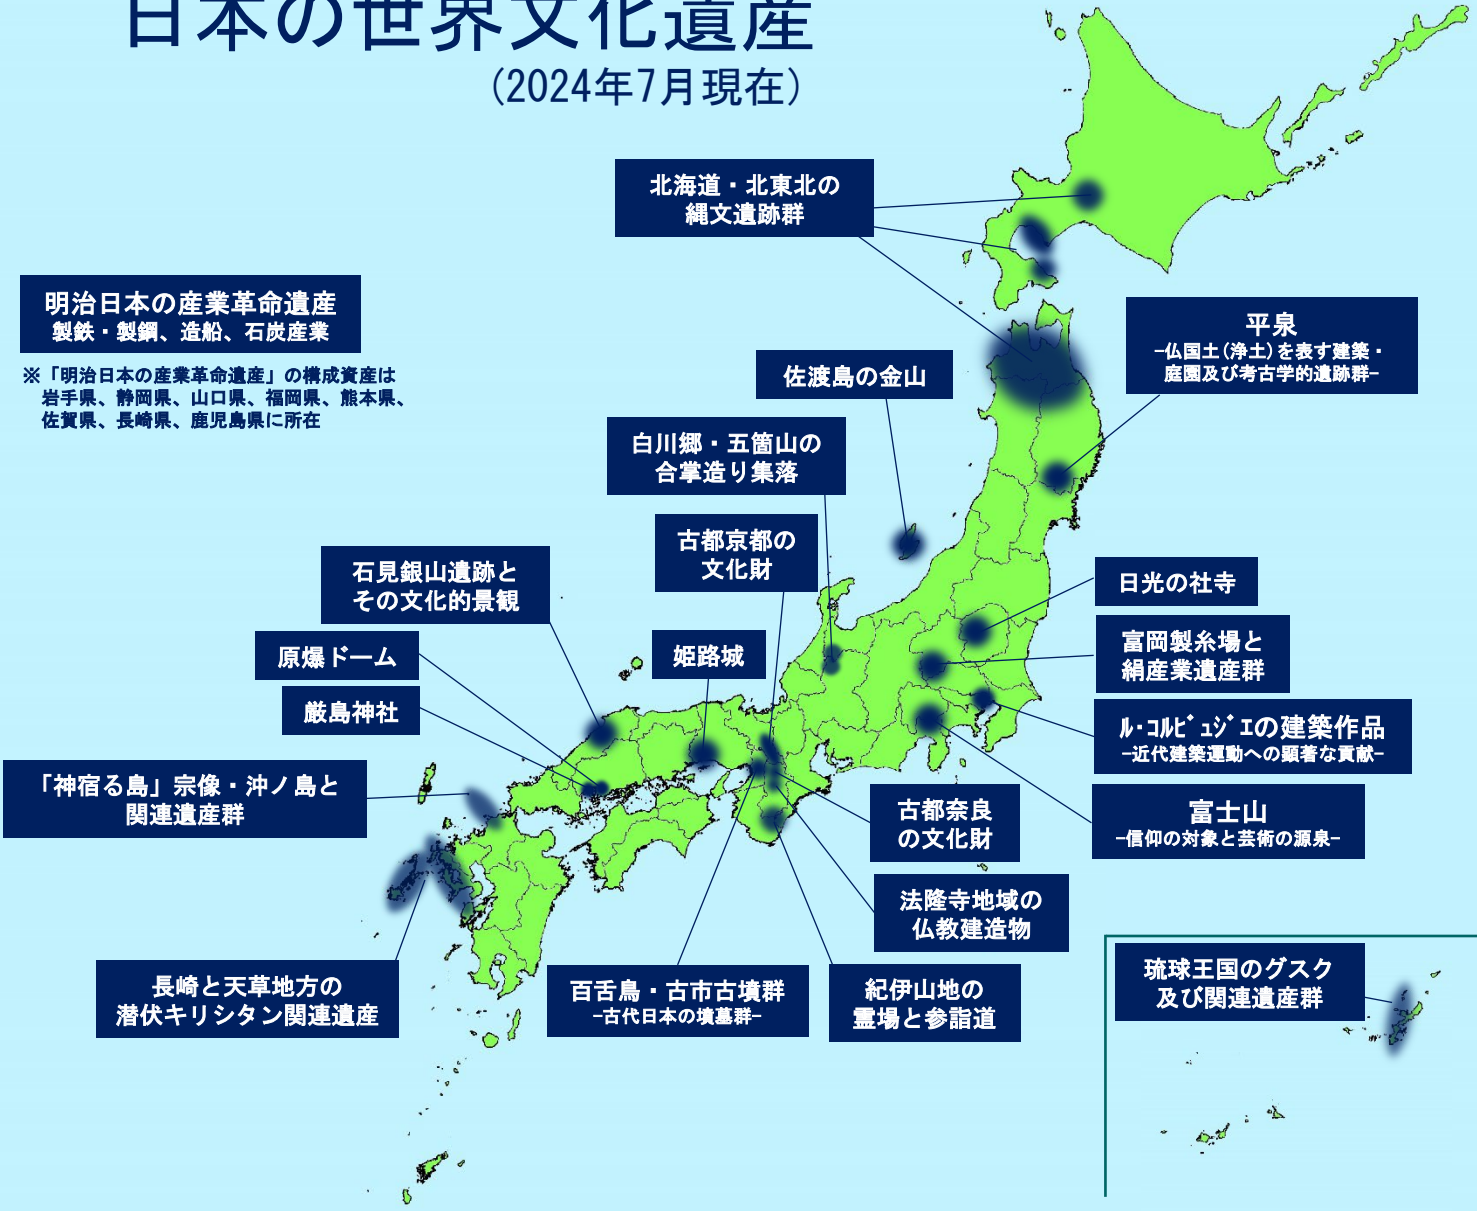 日本の世界文化遺産
(2024年7月現在)
北海道・北東北の
縄文遺跡群
明治日本の産業革命遺産
製鉄・製鋼、造船、石炭産業
※「明治日本の産業革命遺産」の構成資産は
岩手県、静岡県、山口県、福岡県、熊本県、
佐賀県、長崎県、鹿児島県に所在
平泉
-仏国土(浄土)を表す建築・
庭園及び考古学的遺跡群-
佐渡島の金山
白川郷・五箇山の
合掌造り集落
古都京都の
文化財
石見銀山遺跡と
その文化的景観
日光の社寺
原爆ドーム
姫路城
富岡製糸場と
絹産業遺産群
厳島神社
ル・コルビュジエの建築作品
-近代建築運動への顕著な貢献-
「神宿る島」宗像・沖ノ島と
関連遺産群
古都奈良
の文化財
富士山
-信仰の対象と芸術の源泉-
法隆寺地域の
仏教建造物
長崎と天草地方の
潜伏キリシタン関連遺産
百舌鳥・古市古墳群
-古代日本の墳墓群-
紀伊山地の
霊場と参詣道
琉球王国のグスク
及び関連遺産群